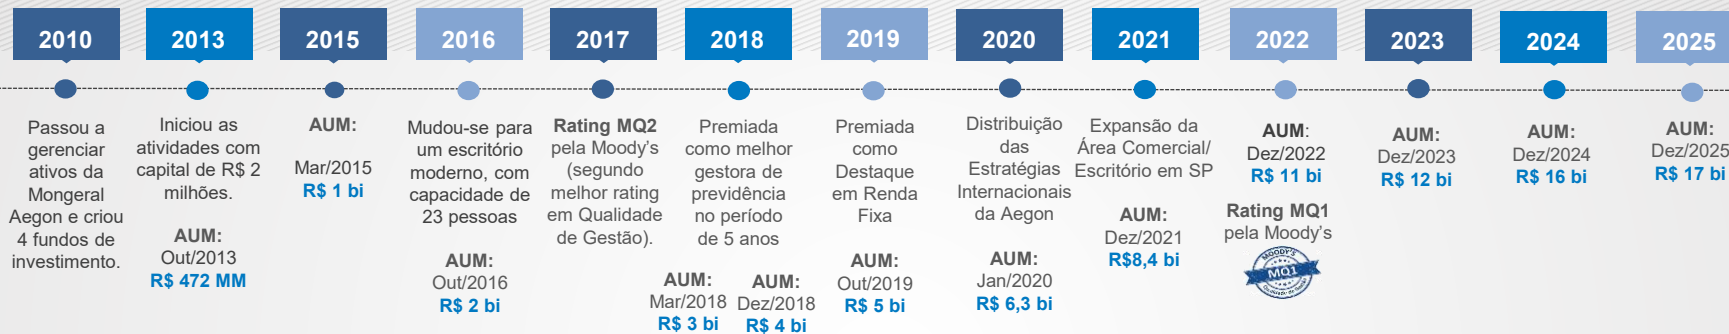 2010
Passou a
gerenciar
ativos da
Mongeral
Aegon e criou
4 fundos de
investimento.
2013
Iniciou as
atividades com
capital de R$ 2
milhões.
AUM:
Out/2013
R$ 472 MM
2015
AUM:
Mar/2015
R$ 1 bi
2016
Mudou-se para
um escritório
moderno, com
capacidade de
23 pessoas
AUM:
Out/2016
R$ 2 bi
2017
Rating MQ2
pela Moody's
(segundo
melhor rating
em Qualidade
de Gestão).
2018
Premiada
como melhor
gestora de
previdência
no período
de 5 anos
AUM:
Mar/2018
R$ 3 bi
AUM:
Dez/2018
R$ 4 bi
2019
Premiada
como
Destaque
em Renda
Fixa
AUM:
Out/2019
R$ 5 bi
2020
Distribuição
das
Estratégias
Internacionais
da Aegon
AUM:
Jan/2020
R$ 6,3 bi
2021
Expansão da
Área Comercial/
Escritório em SP
AUM:
Dez/2021
R$8,4 bi
2022
AUM:
Dez/2022
R$ 11 bi
Rating MQ1
pela Moody's
MOODY'S
MQ1
2023
AUM:
Dez/2023
R$ 12 bi
2024
AUM:
Dez/2024
R$ 16 bi
2025
AUM:
Dez/2025
R$ 17 bi